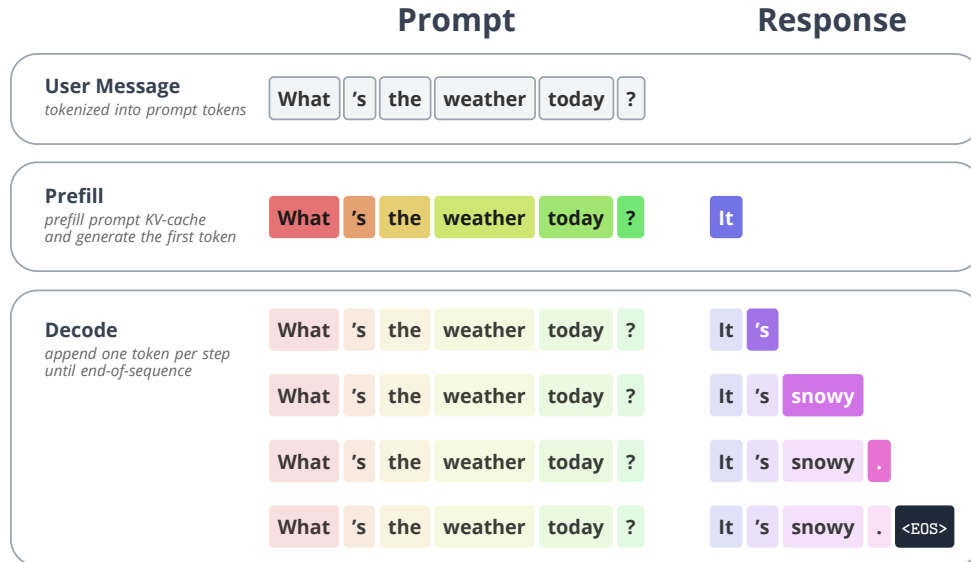 Prompt Response
User Message
tokenized into prompt tokens
What ’s the weather today ?
Prefill
prefill prompt KV-cache
and generate the first token
What ’s the weather today ? It
Decode
append one token per step
until end-of-sequence
What ’s the weather today ? It ’s
What ’s the weather today ? It ’s snowy
What ’s the weather today ? It ’s snowy .
What ’s the weather today ? It ’s snowy . <EOS>